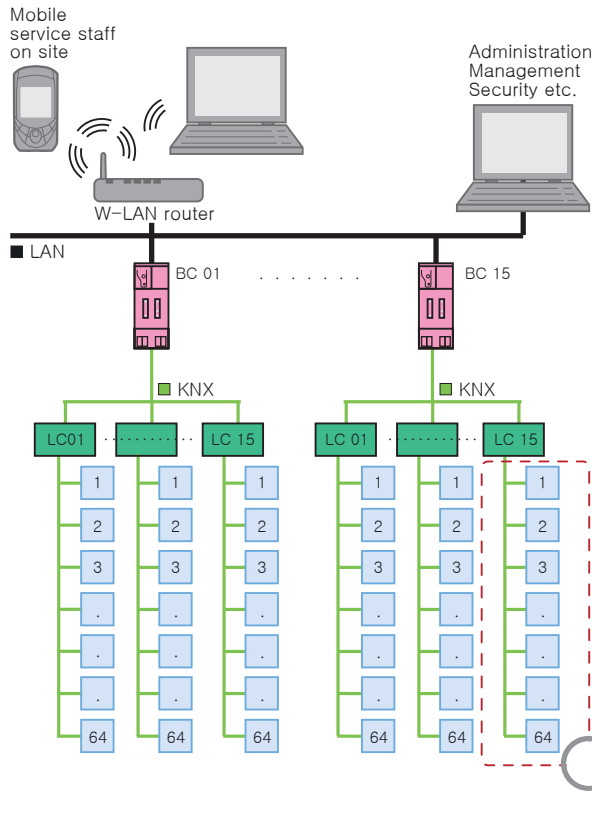 Mobile
service staff
on site
Administration
Management
Security etc.
W-LAN router
LAN
BC 01 . . . . . . . BC 15
KNX KNX
LC01 . . . . . . . . . . . . . . LC 15 LC 01 . . . . . . . . . . . . . . LC 15
1 1 1 1 1 1
2 2 2 2 2 2
3 3 3 3 3 3
. . . . . .
. . . . . .
. . . . . .
64 64 64 64 64 64